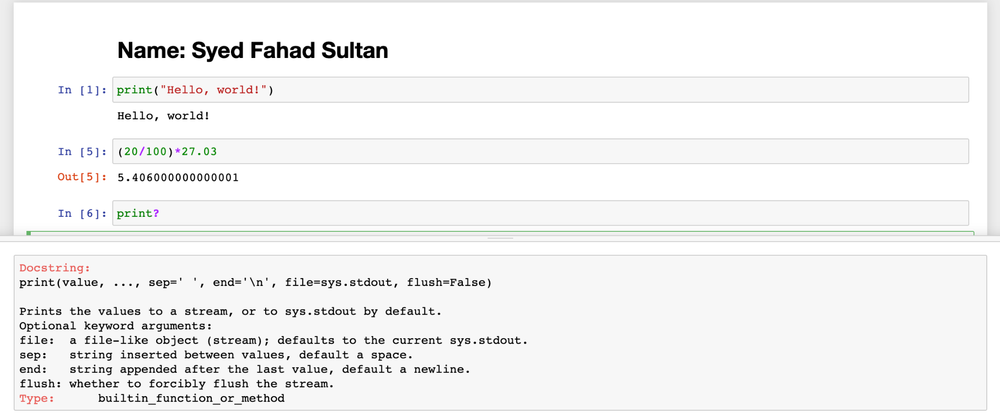 Name: Syed Fahad Sultan
In [1]: print("Hello, world!")
Hello, world!
In [5]: (20/100)*27.03
Out[5]: 5.406000000000001
In [6]: print?
Docstring:
print(value, ..., sep=' ', end='\n', file=sys.stdout, flush=False)
Prints the values to a stream, or to sys.stdout by default.
Optional keyword arguments:
file:  a file-like object (stream); defaults to the current sys.stdout.
sep:   string inserted between values, default a space.
end:   string appended after the last value, default a newline.
flush: whether to forcibly flush the stream.
Type:      builtin_function_or_method